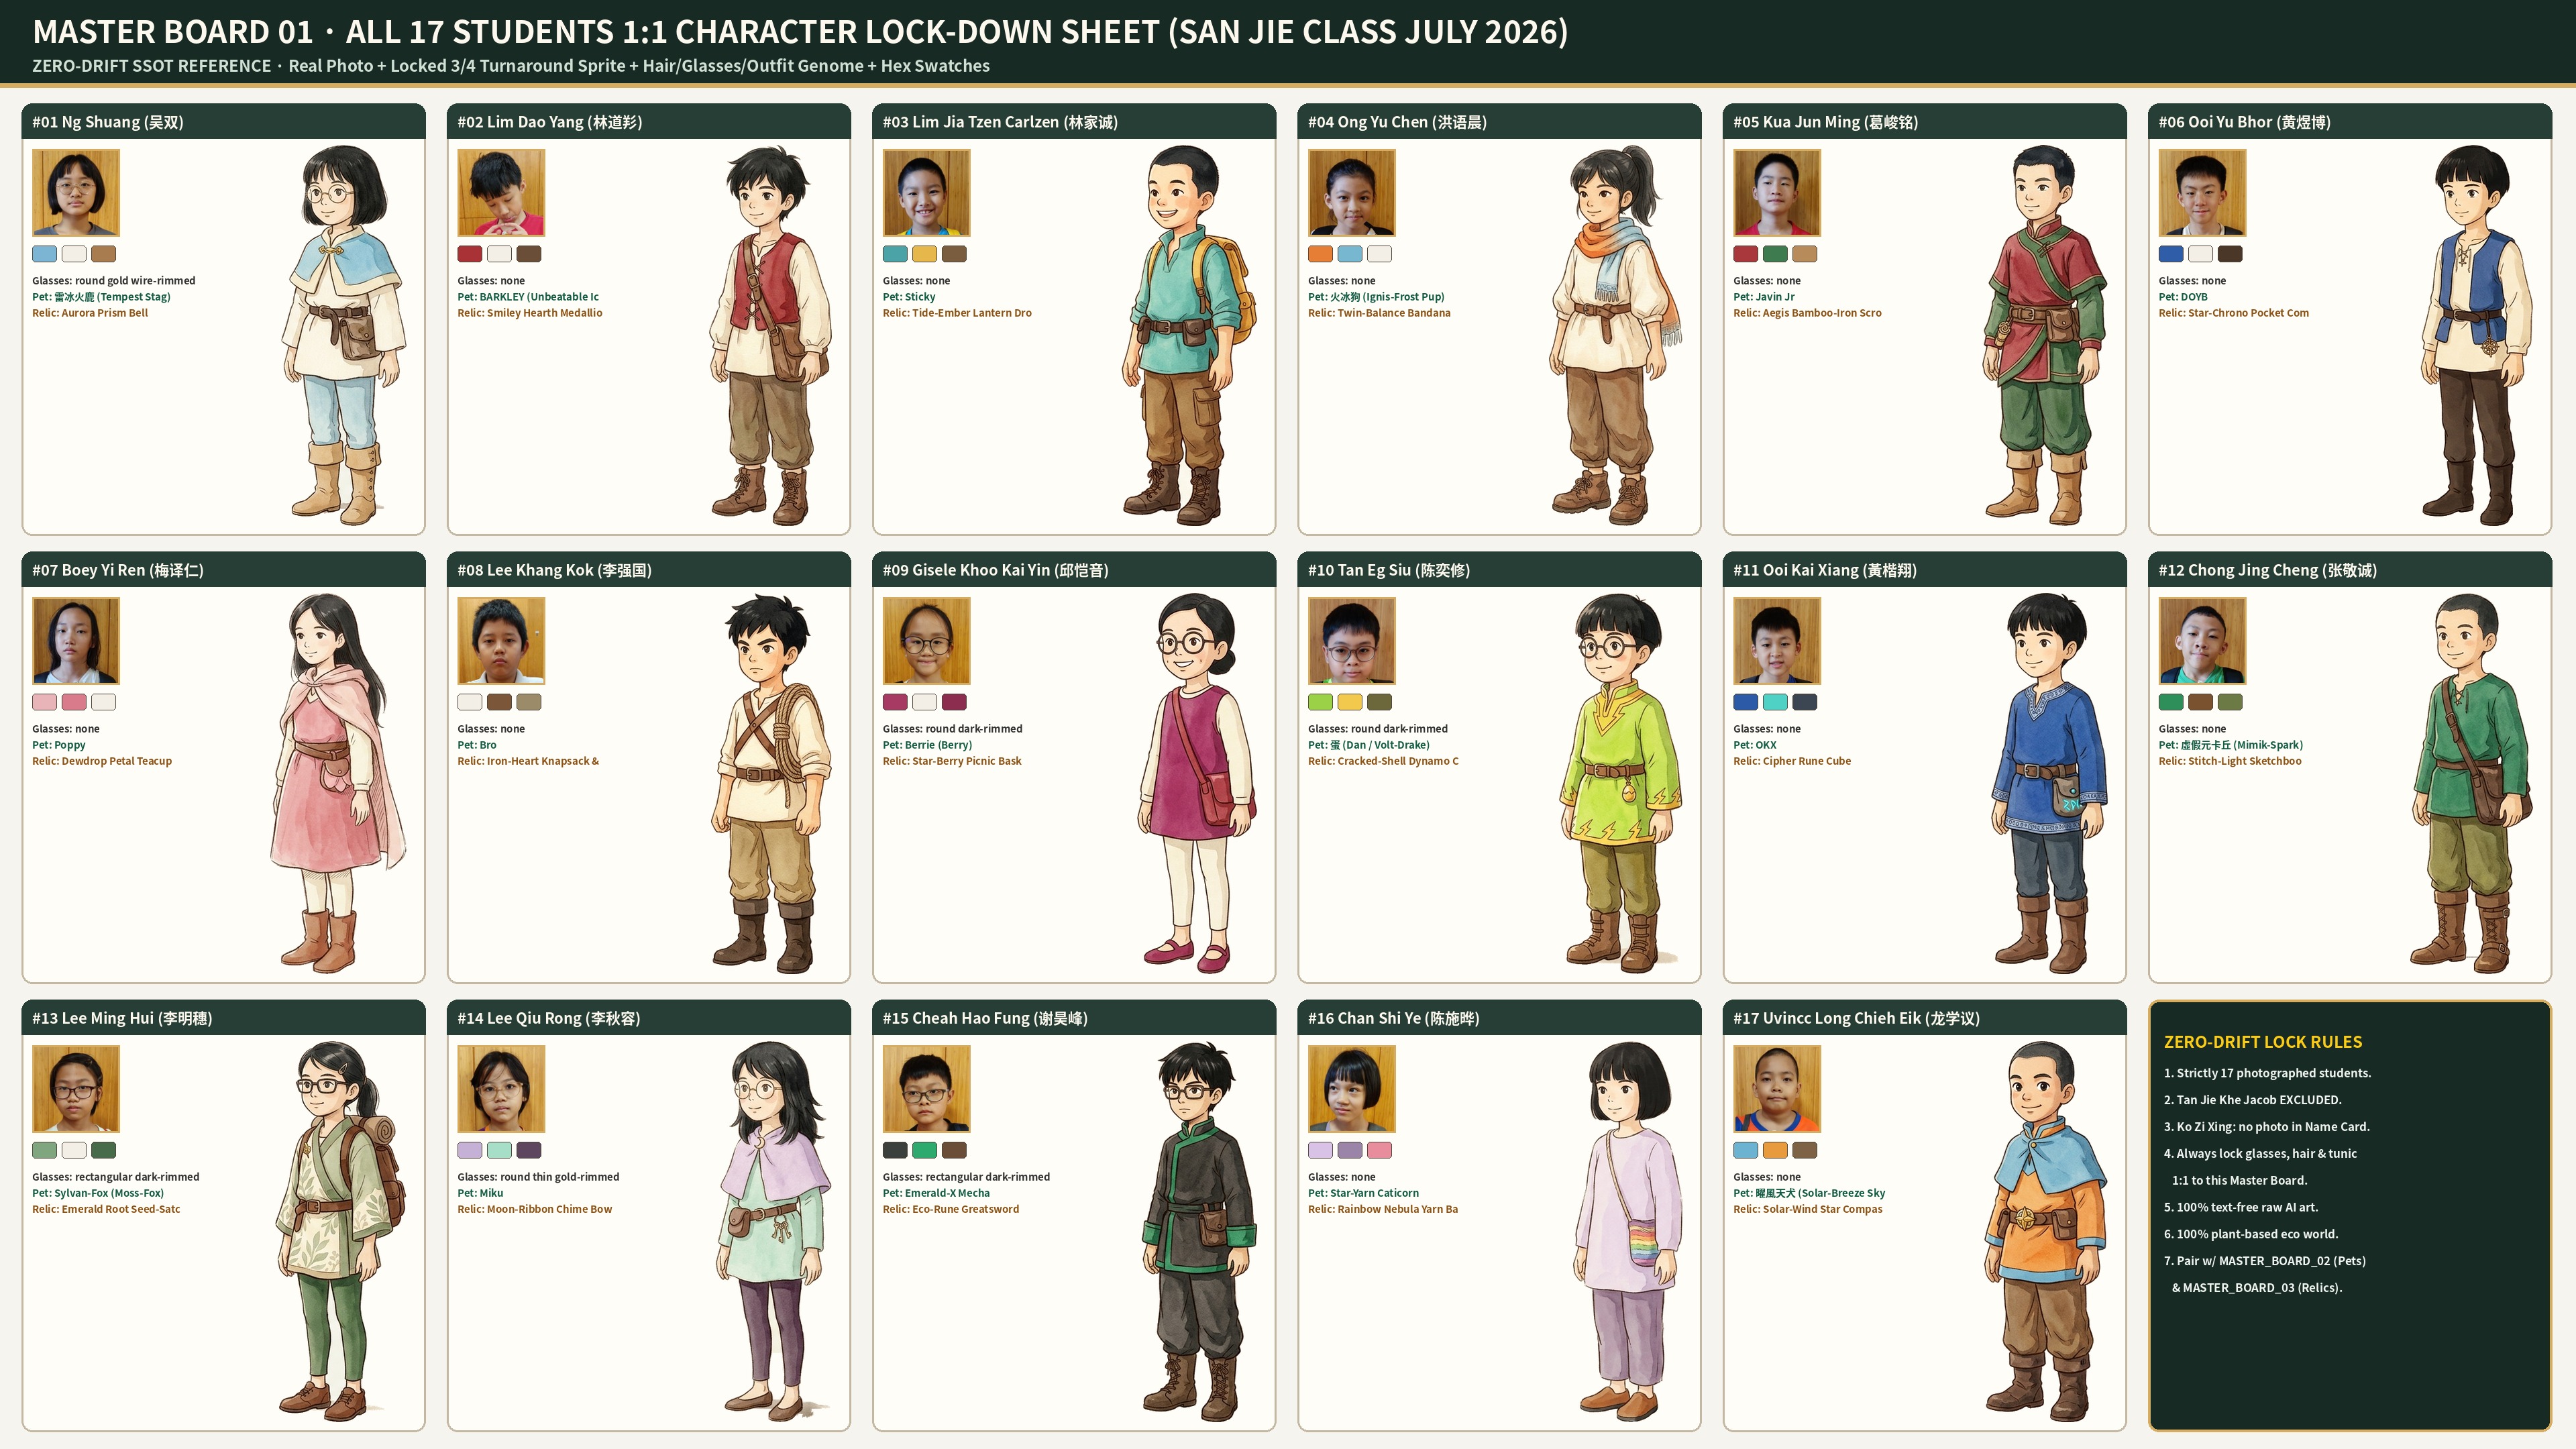 MASTER BOARD 01 · ALL 17 STUDENTS 1:1 CHARACTER LOCK-DOWN SHEET (SAN JIE CLASS JULY 2026)
ZERO-DRIFT SSOT REFERENCE · Real Photo + Locked 3/4 Turnaround Sprite + Hair/Glasses/Outfit Genome + Hex Swatches
#01 Ng Shuang (吴双)
Glasses: round gold wire-rimmed
Pet: 雷冰火鹿 (Tempest Stag)
Relic: Aurora Prism Bell
#02 Lim Dao Yang (林道彣)
Glasses: none
Pet: BARKLEY (Unbeatable Ic
Relic: Smiley Hearth Medallio
#03 Lim Jia Tzen Carlzen (林家诚)
Glasses: none
Pet: Sticky
Relic: Tide-Ember Lantern Dro
#04 Ong Yu Chen (洪语晨)
Glasses: none
Pet: 火冰狗 (Ignis-Frost Pup)
Relic: Twin-Balance Bandana
#05 Kua Jun Ming (葛峻铭)
Glasses: none
Pet: Javin Jr
Relic: Aegis Bamboo-Iron Scro
#06 Ooi Yu Bhor (黄煜博)
Glasses: none
Pet: DOYB
Relic: Star-Chrono Pocket Com
#07 Boey Yi Ren (梅译仁)
Glasses: none
Pet: Poppy
Relic: Dewdrop Petal Teacup
#08 Lee Khang Kok (李强国)
Glasses: none
Pet: Bro
Relic: Iron-Heart Knapsack &
#09 Gisele Khoo Kai Yin (邱恺音)
Glasses: round dark-rimmed
Pet: Berrie (Berry)
Relic: Star-Berry Picnic Bask
#10 Tan Eg Siu (陈奕修)
Glasses: round dark-rimmed
Pet: 蛋 (Dan / Volt-Drake)
Relic: Cracked-Shell Dynamo C
#11 Ooi Kai Xiang (黃楷翔)
Glasses: none
Pet: OKX
Relic: Cipher Rune Cube
#12 Chong Jing Cheng (张敬诚)
Glasses: none
Pet: 虚假元卡丘 (Mimik-Spark)
Relic: Stitch-Light Sketchboo
#13 Lee Ming Hui (李明穗)
Glasses: rectangular dark-rimmed
Pet: Sylvan-Fox (Moss-Fox)
Relic: Emerald Root Seed-Satc
#14 Lee Qiu Rong (李秋容)
Glasses: round thin gold-rimmed
Pet: Miku
Relic: Moon-Ribbon Chime Bow
#15 Cheah Hao Fung (谢昊峰)
Glasses: rectangular dark-rimmed
Pet: Emerald-X Mecha
Relic: Eco-Rune Greatsword
#16 Chan Shi Ye (陈施晔)
Glasses: none
Pet: Star-Yarn Caticorn
Relic: Rainbow Nebula Yarn Ba
#17 Uvincc Long Chieh Eik (龙学议)
Glasses: none
Pet: 曜風天犬 (Solar-Breeze Sky
Relic: Solar-Wind Star Compas
ZERO-DRIFT LOCK RULES
1. Strictly 17 photographed students.
2. Tan Jie Khe Jacob EXCLUDED.
3. Ko Zi Xing: no photo in Name Card.
4. Always lock glasses, hair & tunic
1:1 to this Master Board.
5. 100% text-free raw AI art.
6. 100% plant-based eco world.
7. Pair w/ MASTER_BOARD_02 (Pets)
& MASTER_BOARD_03 (Relics).